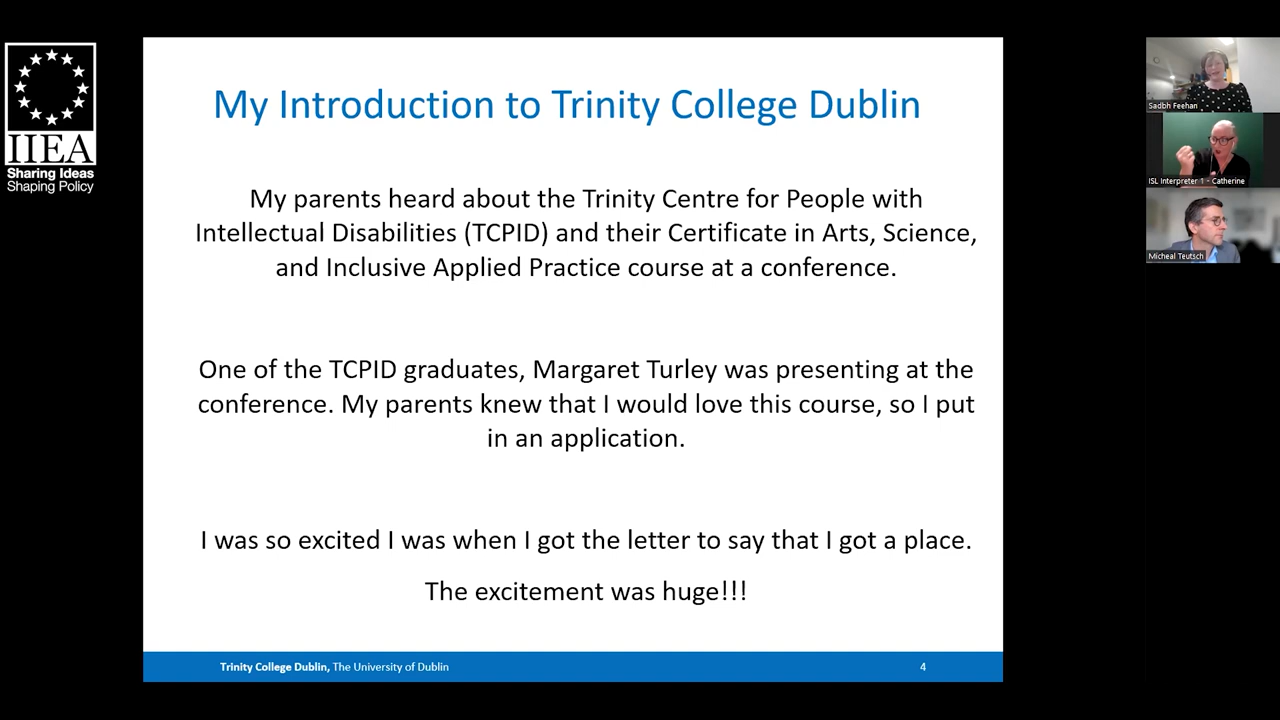 IIEA
Sharing Ideas
Shaping Policy
My Introduction to Trinity College Dublin
My parents heard about the Trinity Centre for People with
Intellectual Disabilities (TCPID) and their Certificate in Arts, Science,
and Inclusive Applied Practice course at a conference.
One of the TCPID graduates, Margaret Turley was presenting at the
conference. My parents knew that I would love this course, so I put
in an application.
I was so excited I was when I got the letter to say that I got a place.
The excitement was huge!!!
Trinity College Dublin, The University of Dublin
4
Sadbh Feehan
ISL Interpreter 1 - Catherine
Micheal Teutsch